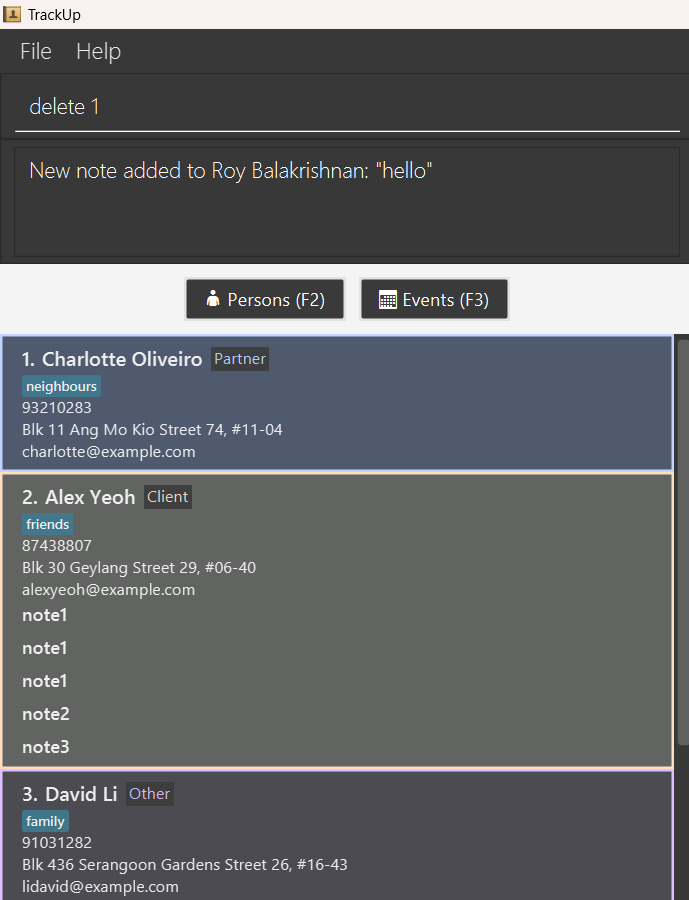 TrackUp
File Help
delete 1
New note added to Roy Balakrishnan: "hello"
Persons (F2) Events (F3)
1. Charlotte Oliveiro Partner
neighbours
93210283
Blk 11 Ang Mo Kio Street 74, #11-04
charlotte@example.com
2. Alex Yeoh Client
friends
87438807
Blk 30 Geylang Street 29, #06-40
alexyeoh@example.com
note1
note1
note1
note2
note3
3. David Li Other
family
91031282
Blk 436 Serangoon Gardens Street 26, #16-43
lidavid@example.com